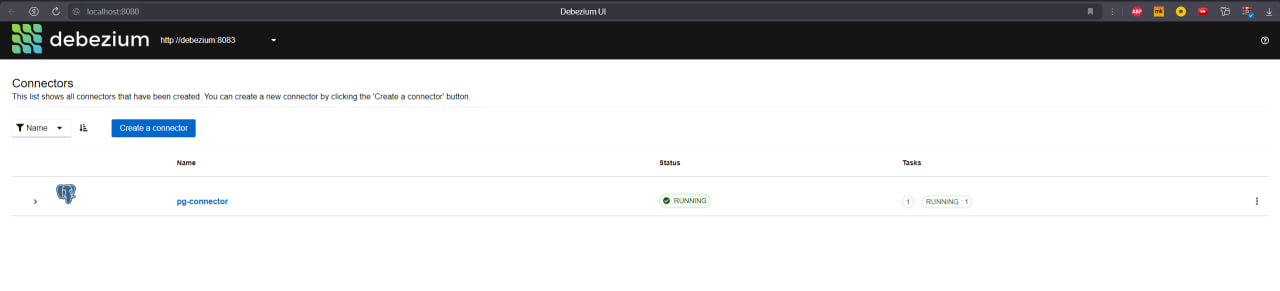 localhost:8080
Debezium UI
ABP
debezium
http://debezium:8083
Connectors
This list shows all connectors that have been created. You can create a new connector by clicking the 'Create a connector' button.
Name
Create a connector
Name Status Tasks
pg-connector RUNNING 1 RUNNING : 1